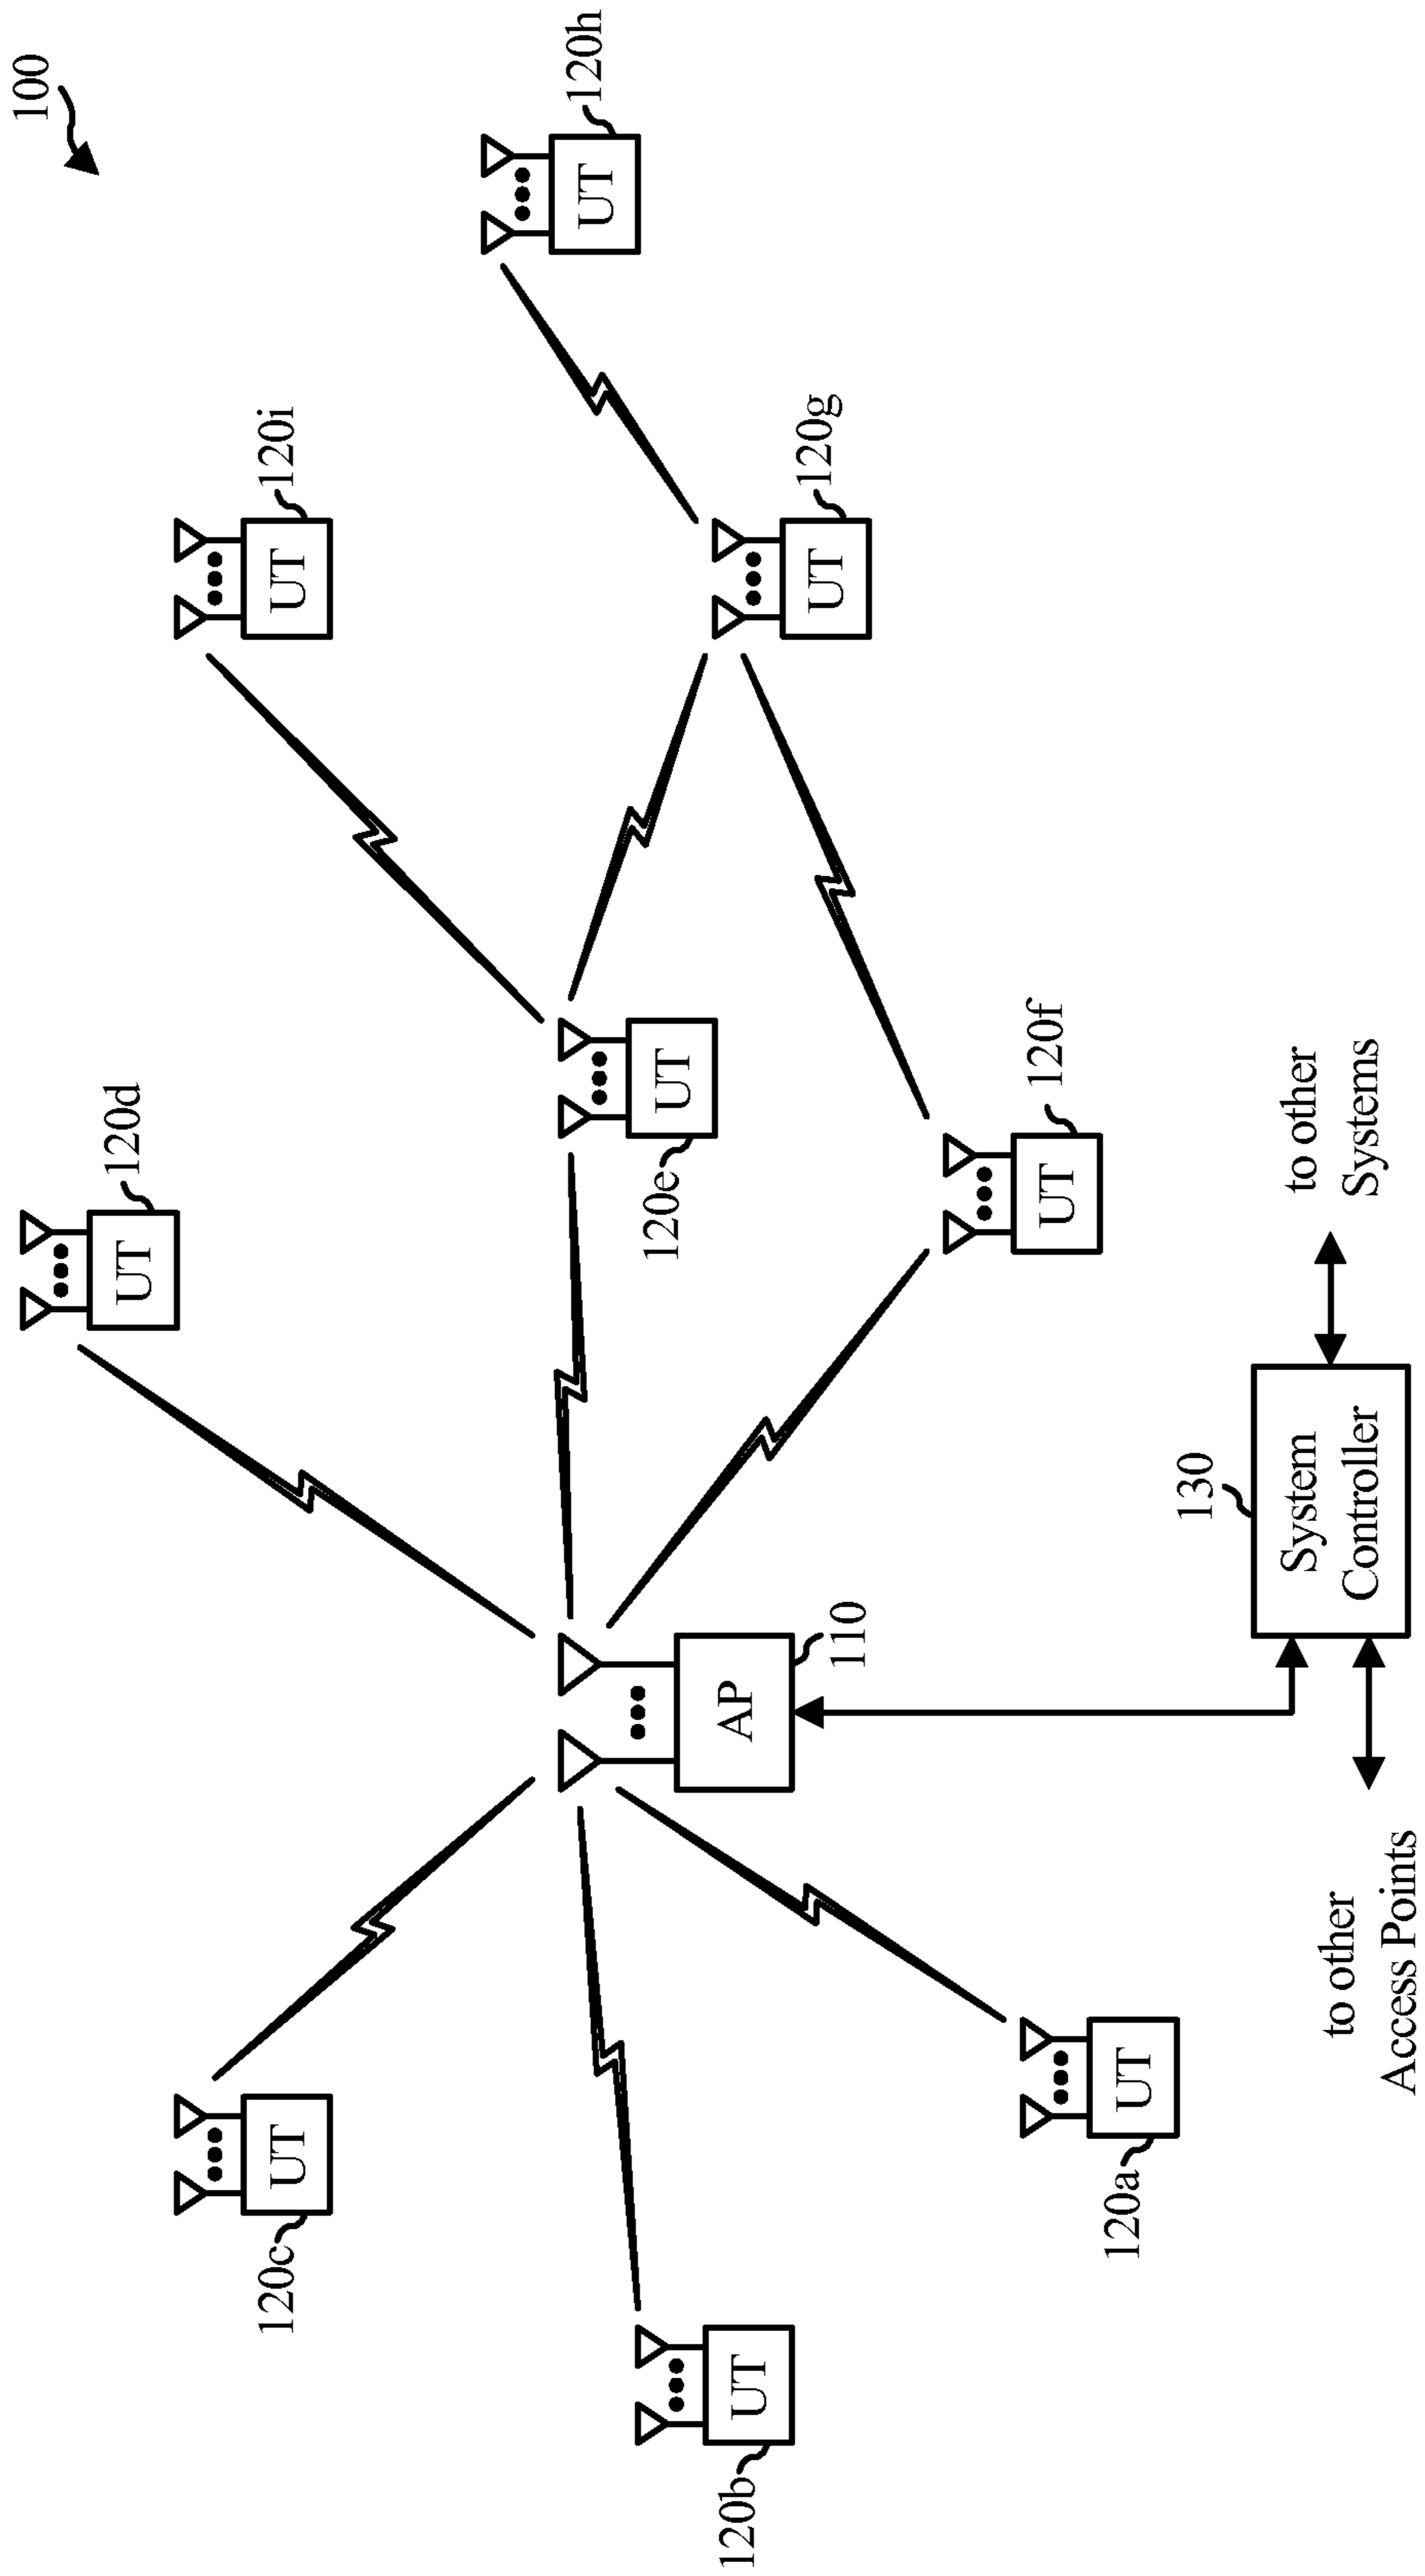 100
120d
UT
120i
UT
120c
UT
120h
UT
120e
UT
120g
UT
120b
UT
AP
110
120f
UT
120a
UT
130
System
Controller
to other
Systems
to other
Access Points